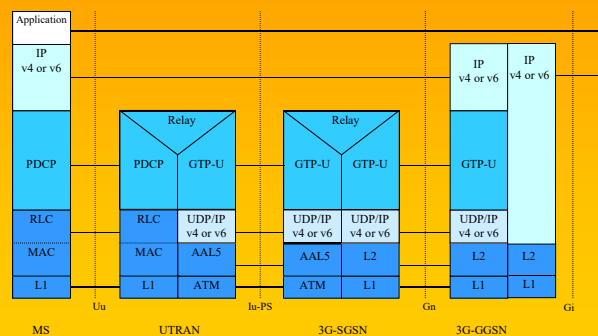 Application
IP
v4 or v6
IP
v4 or v6
IP
v4 or v6
Relay
Relay
PDCP
PDCP
GTP-U
GTP-U
GTP-U
GTP-U
RLC
RLC
UDP/IP
v4 or v6
UDP/IP
v4 or v6
UDP/IP
v4 or v6
UDP/IP
v4 or v6
MAC
MAC
AAL5
AAL5
L2
L2
L2
L1
L1
ATM
ATM
L1
L1
L1
Uu
Iu-PS
Gn
Gi
MS
UTRAN
3G-SGSN
3G-GGSN